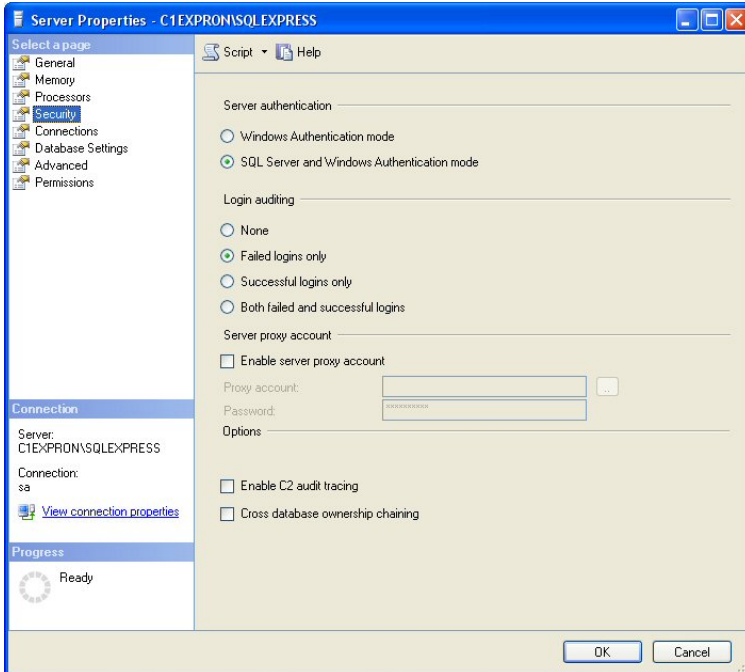 Server Properties - C1EXPRON\SQLEXPRESS
Select a page
General
Memory
Processors
Security
Connections
Database Settings
Advanced
Permissions
Script
Help
Server authentication
Windows Authentication mode
SQL Server and Windows Authentication mode
Login auditing
None
Failed logins only
Successful logins only
Both failed and successful logins
Server proxy account
Enable server proxy account
Proxy account:
...
Password:
**********
Options
Enable C2 audit tracing
Cross database ownership chaining
Connection
Server:
C1EXPRON\SQLEXPRESS
Connection:
sa
View connection properties
Progress
Ready
OK
Cancel